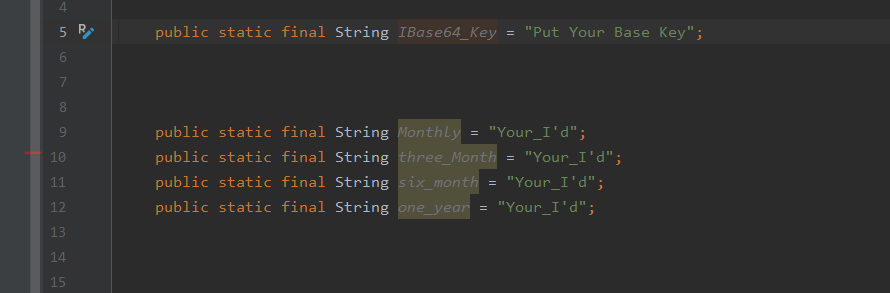 4
5 R public static final String IBase64_Key = "Put Your Base Key";
6
7
8
9 public static final String Monthly = "Your_I'd";
10 public static final String three_Month = "Your_I'd";
11 public static final String six_month = "Your_I'd";
12 public static final String one_year = "Your_I'd";
13
14
15